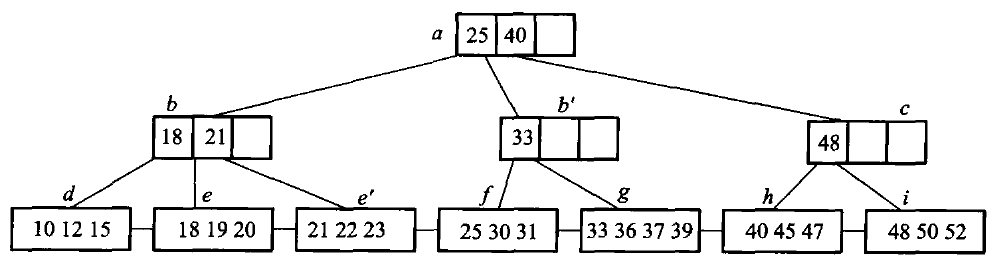 a 25 40
b b' c
18 21 33 48
d e e' f g h i
10 12 15 18 19 20 21 22 23 25 30 31 33 36 37 39 40 45 47 48 50 52